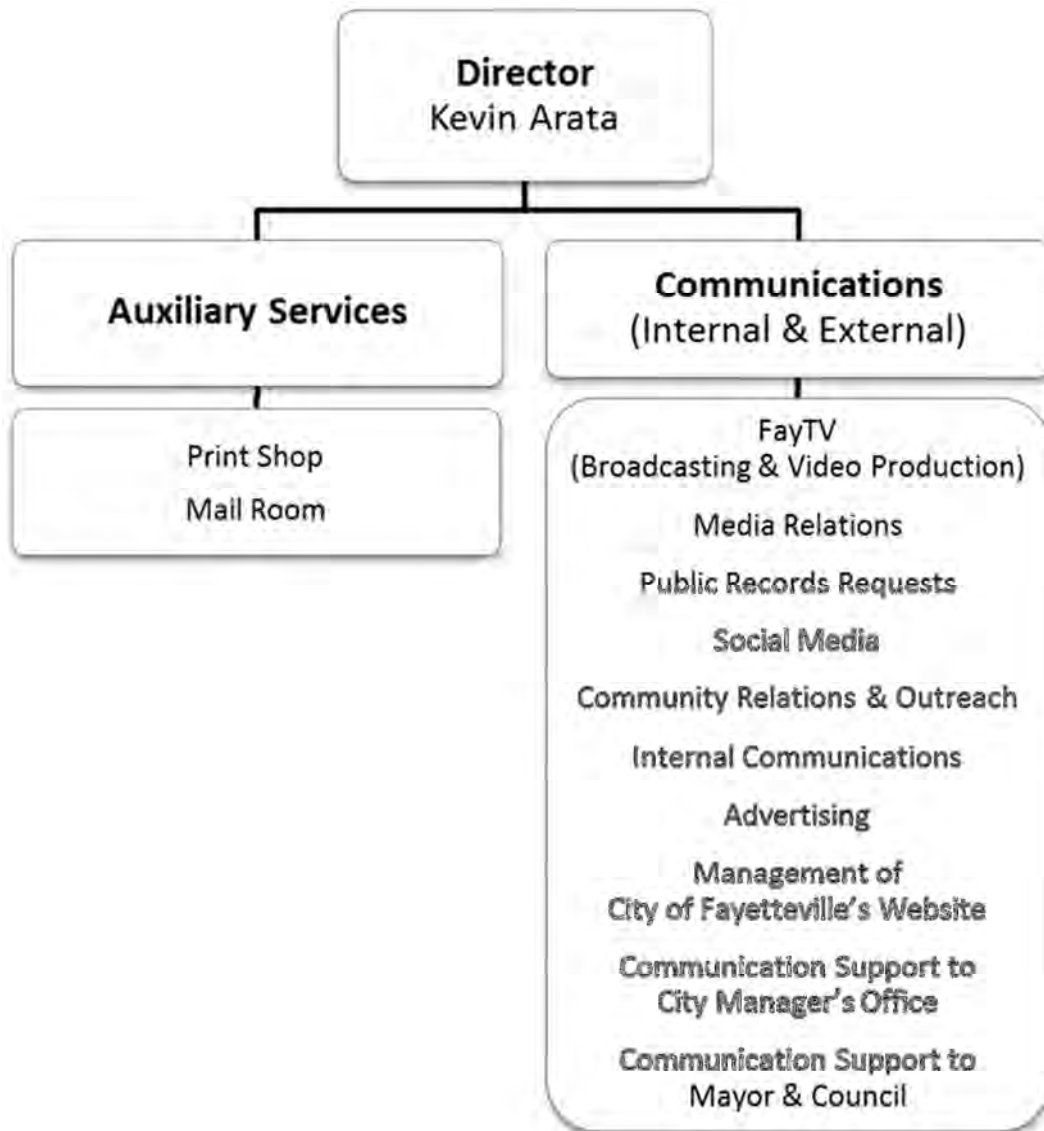 Director
Kevin Arata
Auxiliary Services
Communications
(Internal & External)
Print Shop
Mail Room
FayTV
(Broadcasting & Video Production)
Media Relations
Public Records Requests
Social Media
Community Relations & Outreach
Internal Communications
Advertising
Management of
City of Fayetteville's Website
Communication Support to
City Manager's Office
Communication Support to
Mayor & Council